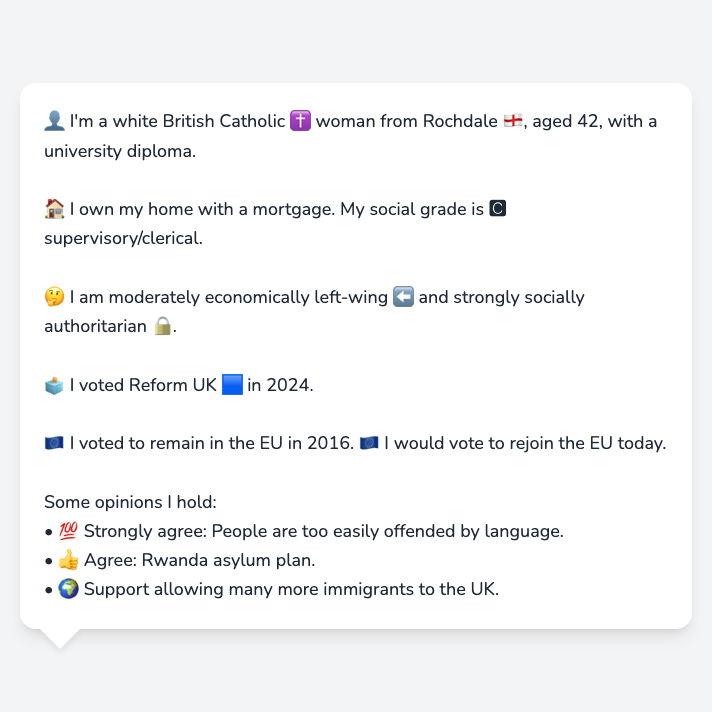 👤 I'm a white British Catholic ✝️ woman from Rochdale 🏴󠁧󠁢󠁥󠁮󠁧󠁿, aged 42, with a
university diploma.
🏠 I own my home with a mortgage. My social grade is 🅲
supervisory/clerical.
🤔 I am moderately economically left-wing ⬅️ and strongly socially
authoritarian 🔒.
🗳️ I voted Reform UK 🟦 in 2024.
🇪🇺 I voted to remain in the EU in 2016. 🇪🇺 I would vote to rejoin the EU today.
Some opinions I hold:
• 💯 Strongly agree: People are too easily offended by language.
• 👍 Agree: Rwanda asylum plan.
• 🌍 Support allowing many more immigrants to the UK.